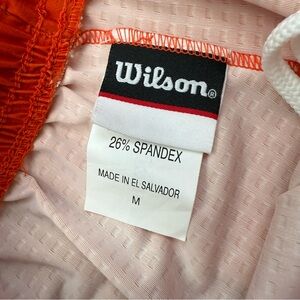 Wilson®
26% SPANDEX
MADE IN EL SALVADOR
M